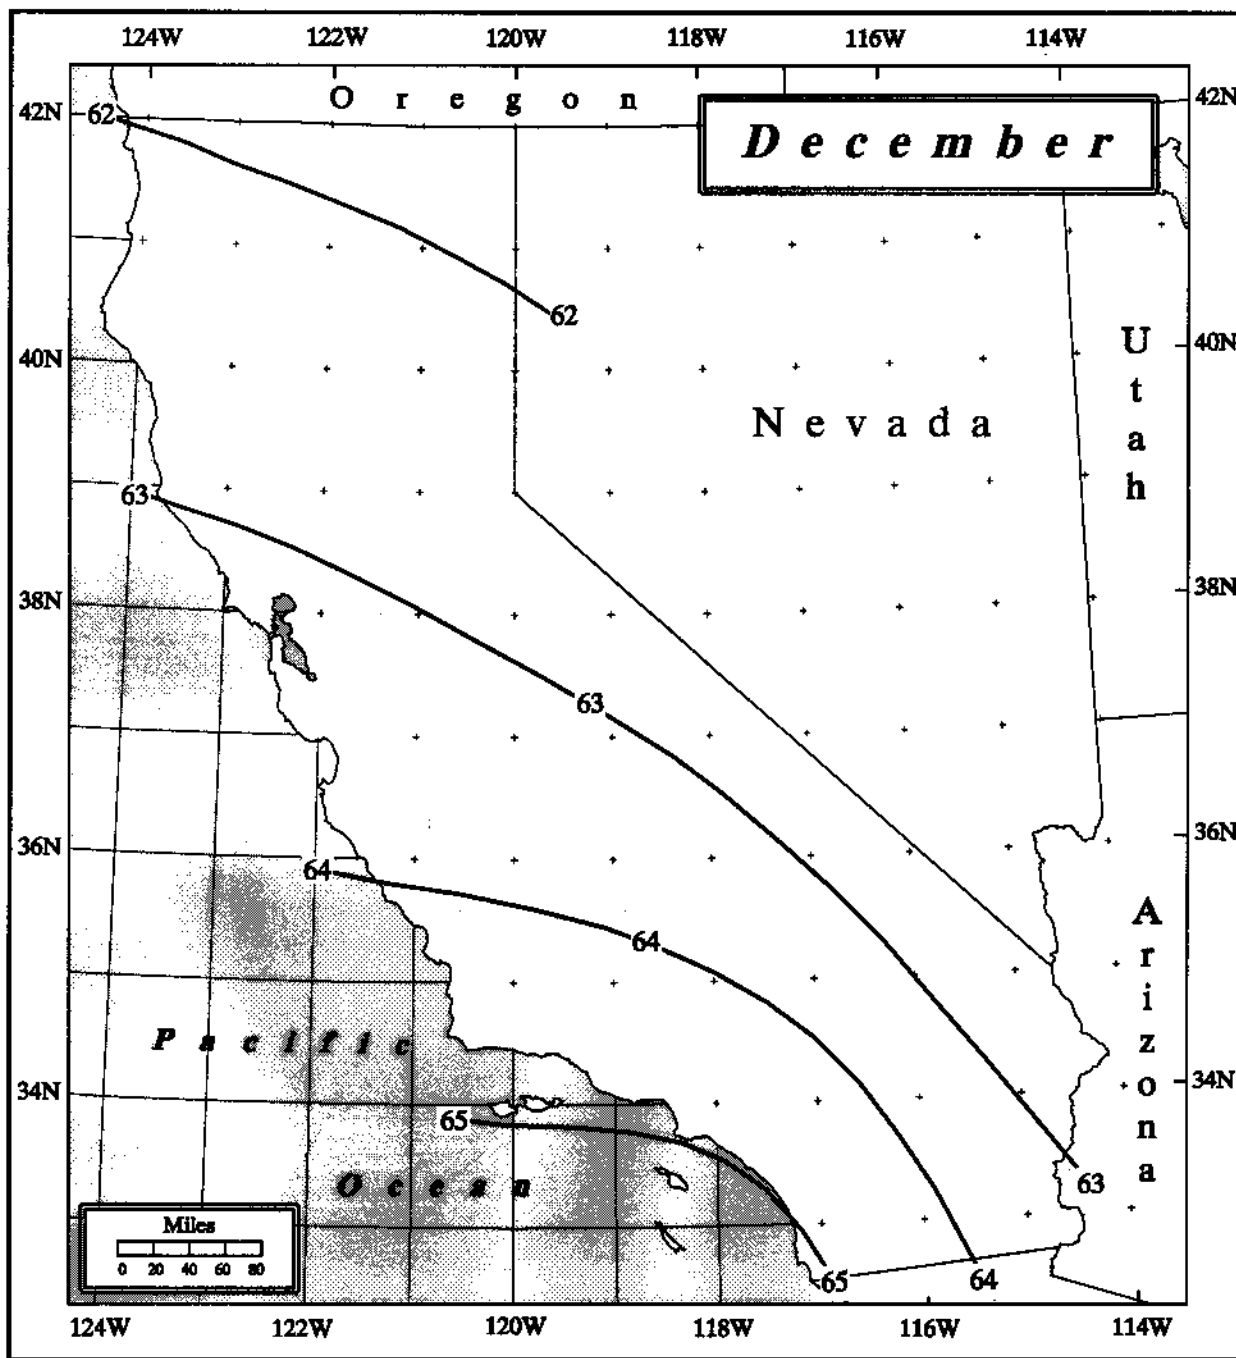 124W 122W 120W 118W 116W 114W
42N O r e g o n 42N
62
D e c e m b e r
62
40N 40N
U t a h
N e v a d a
63
38N 38N
63
36N 36N
64
64
A r i z o n a
P a c i f i c
34N 34N
65
63
O c e a n
Miles
0 20 40 60 80
65 64
124W 122W 120W 118W 116W 114W